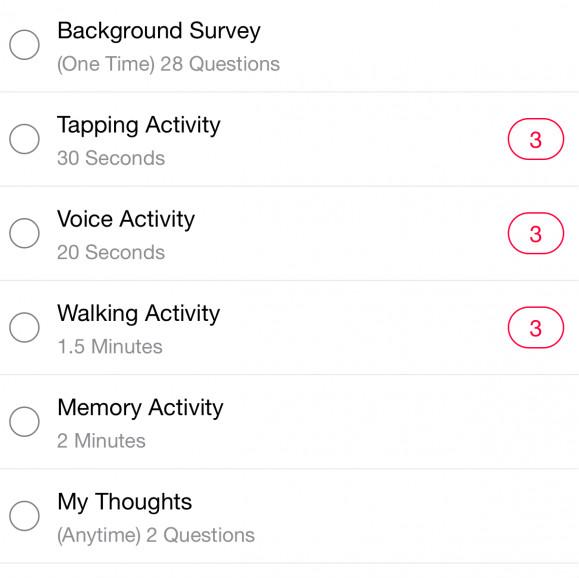 Background Survey
(One Time) 28 Questions
Tapping Activity
3
30 Seconds
Voice Activity
3
20 Seconds
Walking Activity
3
1.5 Minutes
Memory Activity
2 Minutes
My Thoughts
(Anytime) 2 Questions